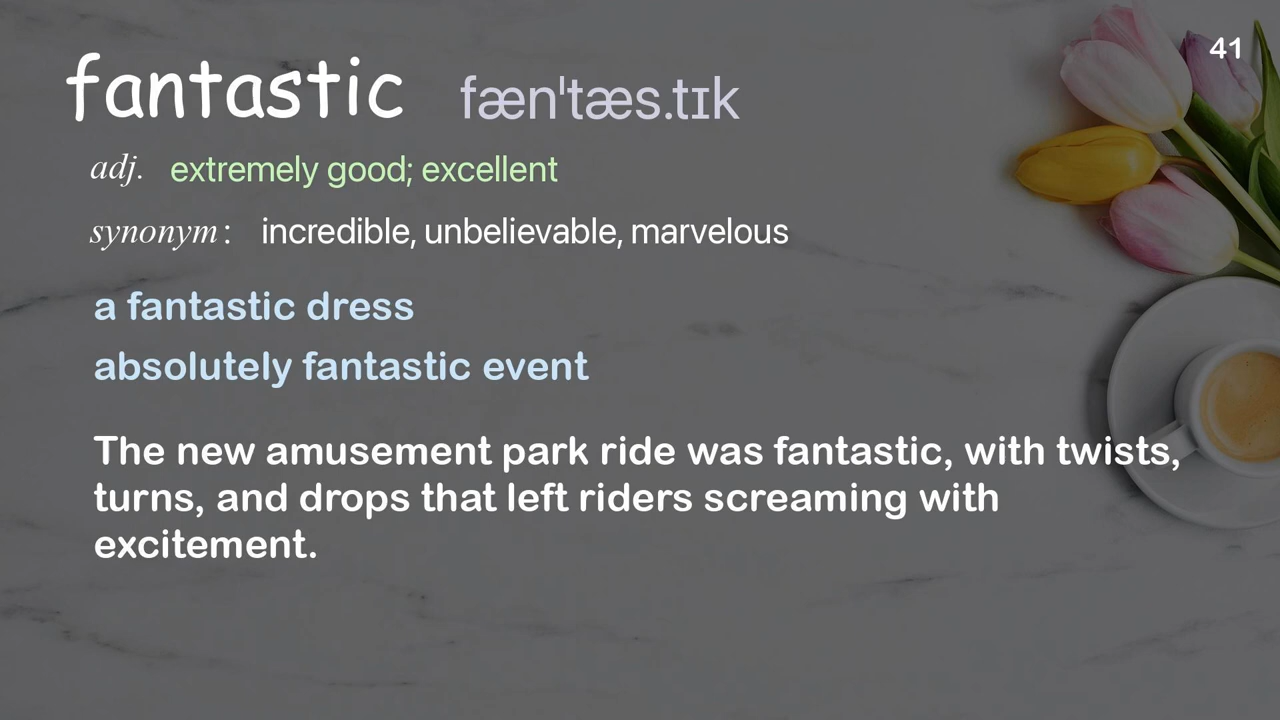 41
fantastic fæn'tæs.tɪk
adj. extremely good; excellent
synonym: incredible, unbelievable, marvelous
a fantastic dress
absolutely fantastic event
The new amusement park ride was fantastic, with twists,
turns, and drops that left riders screaming with
excitement.